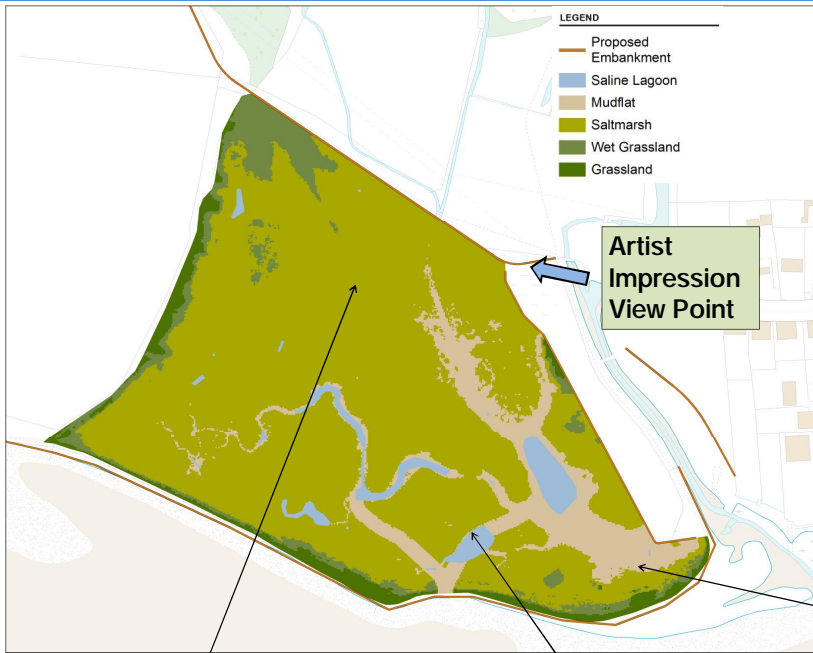 LEGEND
Proposed
Embankment
Saline Lagoon
Mudflat
Saltmarsh
Wet Grassland
Grassland
Artist
Impression
View Point